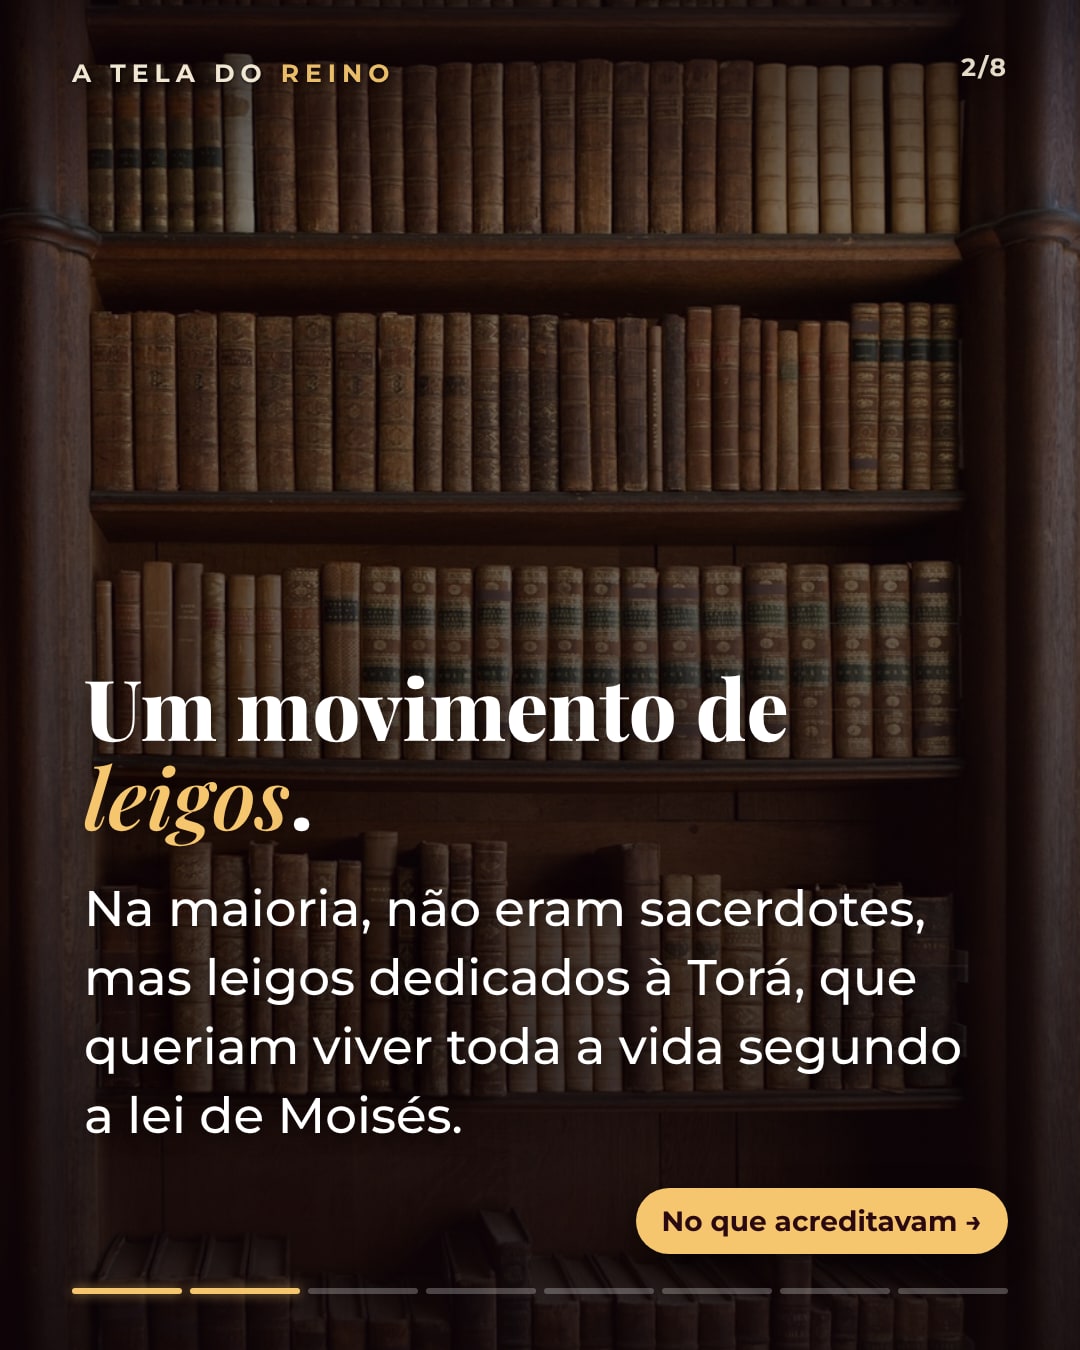 A TELA DO REINO
2/8
Um movimento de
leigos.
Na maioria, não eram sacerdotes,
mas leigos dedicados à Torá, que
queriam viver toda a vida segundo
a lei de Moisés.
No que acreditavam →